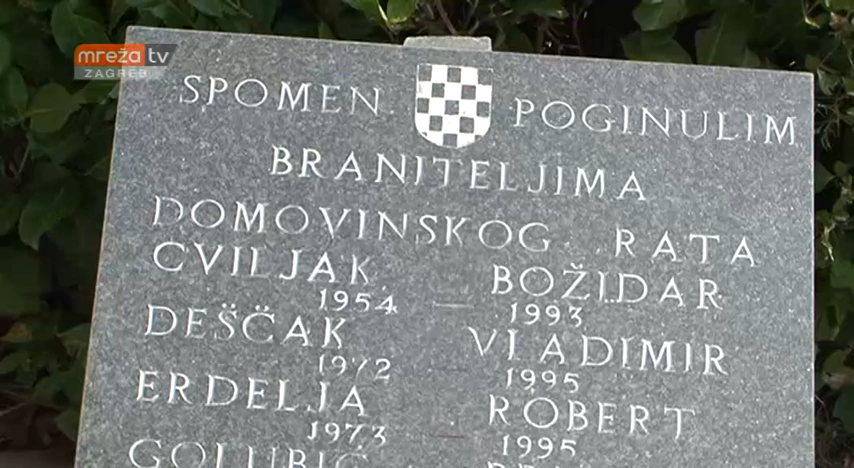 mreža tv
ZAGREB
SPOMEN POGINULIM
BRANITELJIMA
DOMOVINSKOG RATA
CVILJAK BOŽIDAR
1954 — 1993
DEŠČAK VLADIMIR
1972 1995
ERDELJA ROBERT
1973 — 1995
GOLUBIĆ